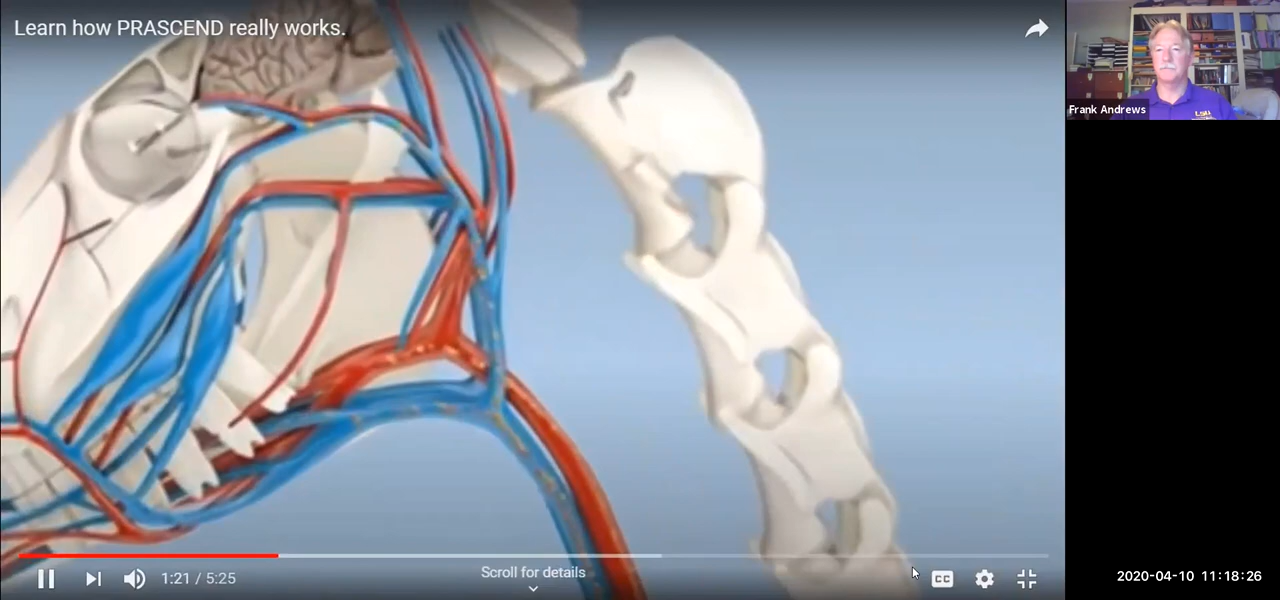 Learn how PRASCEND really works.
Frank Andrews
LSU
1:21 / 5:25
Scroll for details
CC
2020-04-10 11:18:26